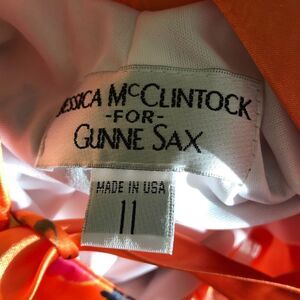 JESSICA MCCLINTOCK
-FOR-
GUNNE SAX
MADE IN USA
11